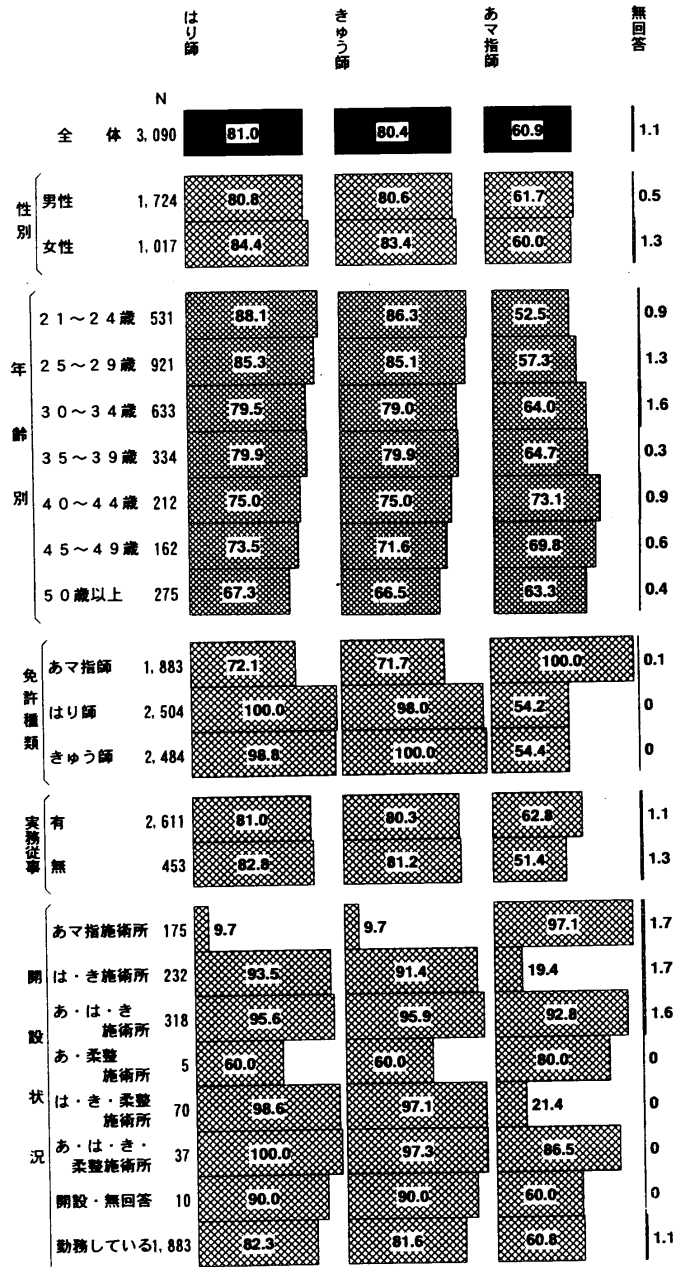 はり師 きゅう師 あマ指師 無回答
N
全体 3,090 81.0 80.4 60.9 1.1
性別
男性 1,724 80.8 80.6 61.7 0.5
女性 1,017 84.4 83.4 60.0 1.3
年齢別
21～24歳 531 88.1 86.3 52.5 0.9
25～29歳 921 85.3 85.1 57.3 1.3
30～34歳 633 79.5 79.0 64.0 1.6
35～39歳 334 79.9 79.9 64.7 0.3
40～44歳 212 75.0 75.0 73.1 0.9
45～49歳 162 73.5 71.6 69.8 0.6
50歳以上 275 67.3 66.5 63.3 0.4
免許種類
あマ指師 1,883 72.1 71.7 100.0 0.1
はり師 2,504 100.0 98.0 54.2 0
きゅう師 2,484 98.8 100.0 54.4 0
実務従事
有 2,611 81.0 80.3 62.8 1.1
無 453 82.8 81.2 51.4 1.3
開設状況
あマ指施術所 175 9.7 9.7 97.1 1.7
は・き施術所 232 93.5 91.4 19.4 1.7
あ・は・き
施術所 318 95.6 95.9 92.8 1.6
あ・柔整
施術所 5 60.0 60.0 80.0 0
は・き・柔整
施術所 70 98.6 97.1 21.4 0
あ・は・き・
柔整施術所 37 100.0 97.3 86.5 0
開設・無回答 10 90.0 90.0 60.0 0
勤務している 1,883 82.3 81.6 60.8 1.1